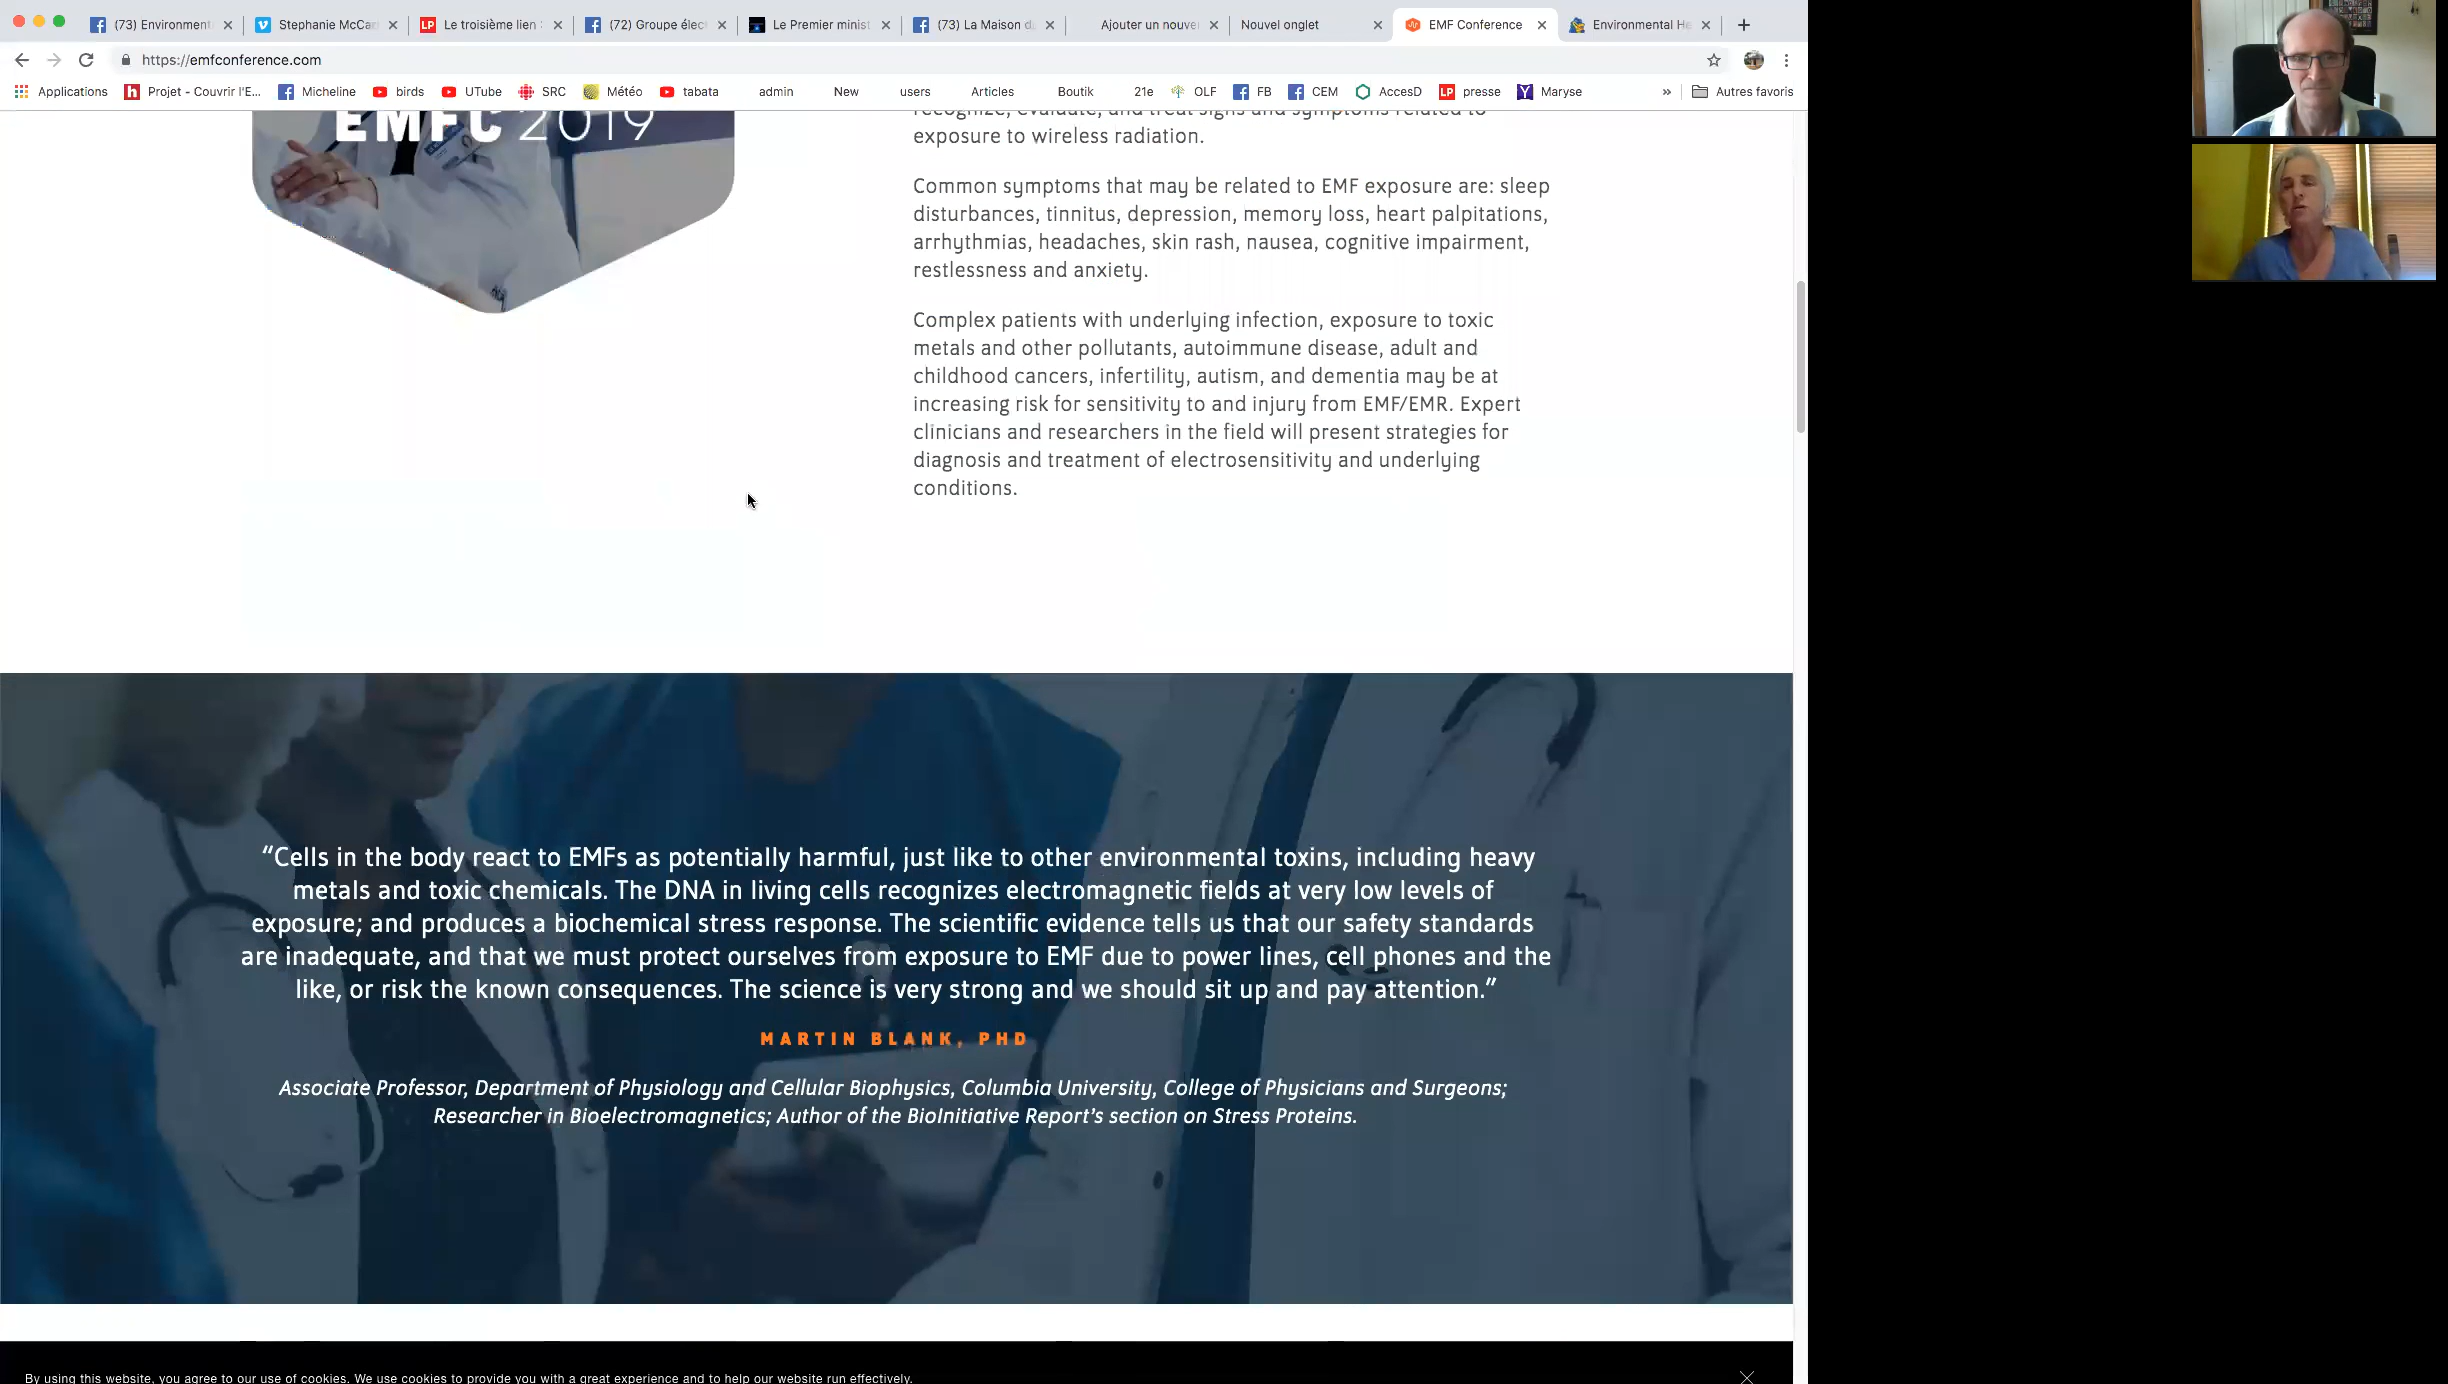 (73) Environment
Stephanie McCa
Le troisième lien
(72) Groupe élec
Le Premier minist
(73) La Maison d
Ajouter un nouve
Nouvel onglet
EMF Conference
Environmental He
https://emfconference.com
Applications
Projet - Couvrir l'E...
Micheline
birds
UTube
SRC
Météo
tabata
admin
New
users
Articles
Boutik
21e
OLF
FB
CEM
AccesD
presse
Maryse
»
Autres favoris
EMFC 2019
recognize, evaluate, and treat signs and symptoms related to
exposure to wireless radiation.
Common symptoms that may be related to EMF exposure are: sleep
disturbances, tinnitus, depression, memory loss, heart palpitations,
arrhythmias, headaches, skin rash, nausea, cognitive impairment,
restlessness and anxiety.
Complex patients with underlying infection, exposure to toxic
metals and other pollutants, autoimmune disease, adult and
childhood cancers, infertility, autism, and dementia may be at
increasing risk for sensitivity to and injury from EMF/EMR. Expert
clinicians and researchers in the field will present strategies for
diagnosis and treatment of electrosensitivity and underlying
conditions.
“Cells in the body react to EMFs as potentially harmful, just like to other environmental toxins, including heavy
metals and toxic chemicals. The DNA in living cells recognizes electromagnetic fields at very low levels of
exposure; and produces a biochemical stress response. The scientific evidence tells us that our safety standards
are inadequate, and that we must protect ourselves from exposure to EMF due to power lines, cell phones and the
like, or risk the known consequences. The science is very strong and we should sit up and pay attention.”
MARTIN BLANK, PHD
Associate Professor, Department of Physiology and Cellular Biophysics, Columbia University, College of Physicians and Surgeons;
Researcher in Bioelectromagnetics; Author of the BioInitiative Report’s section on Stress Proteins.
By using this website, you agree to our use of cookies. We use cookies to provide you with a great experience and to help our website run effectively.